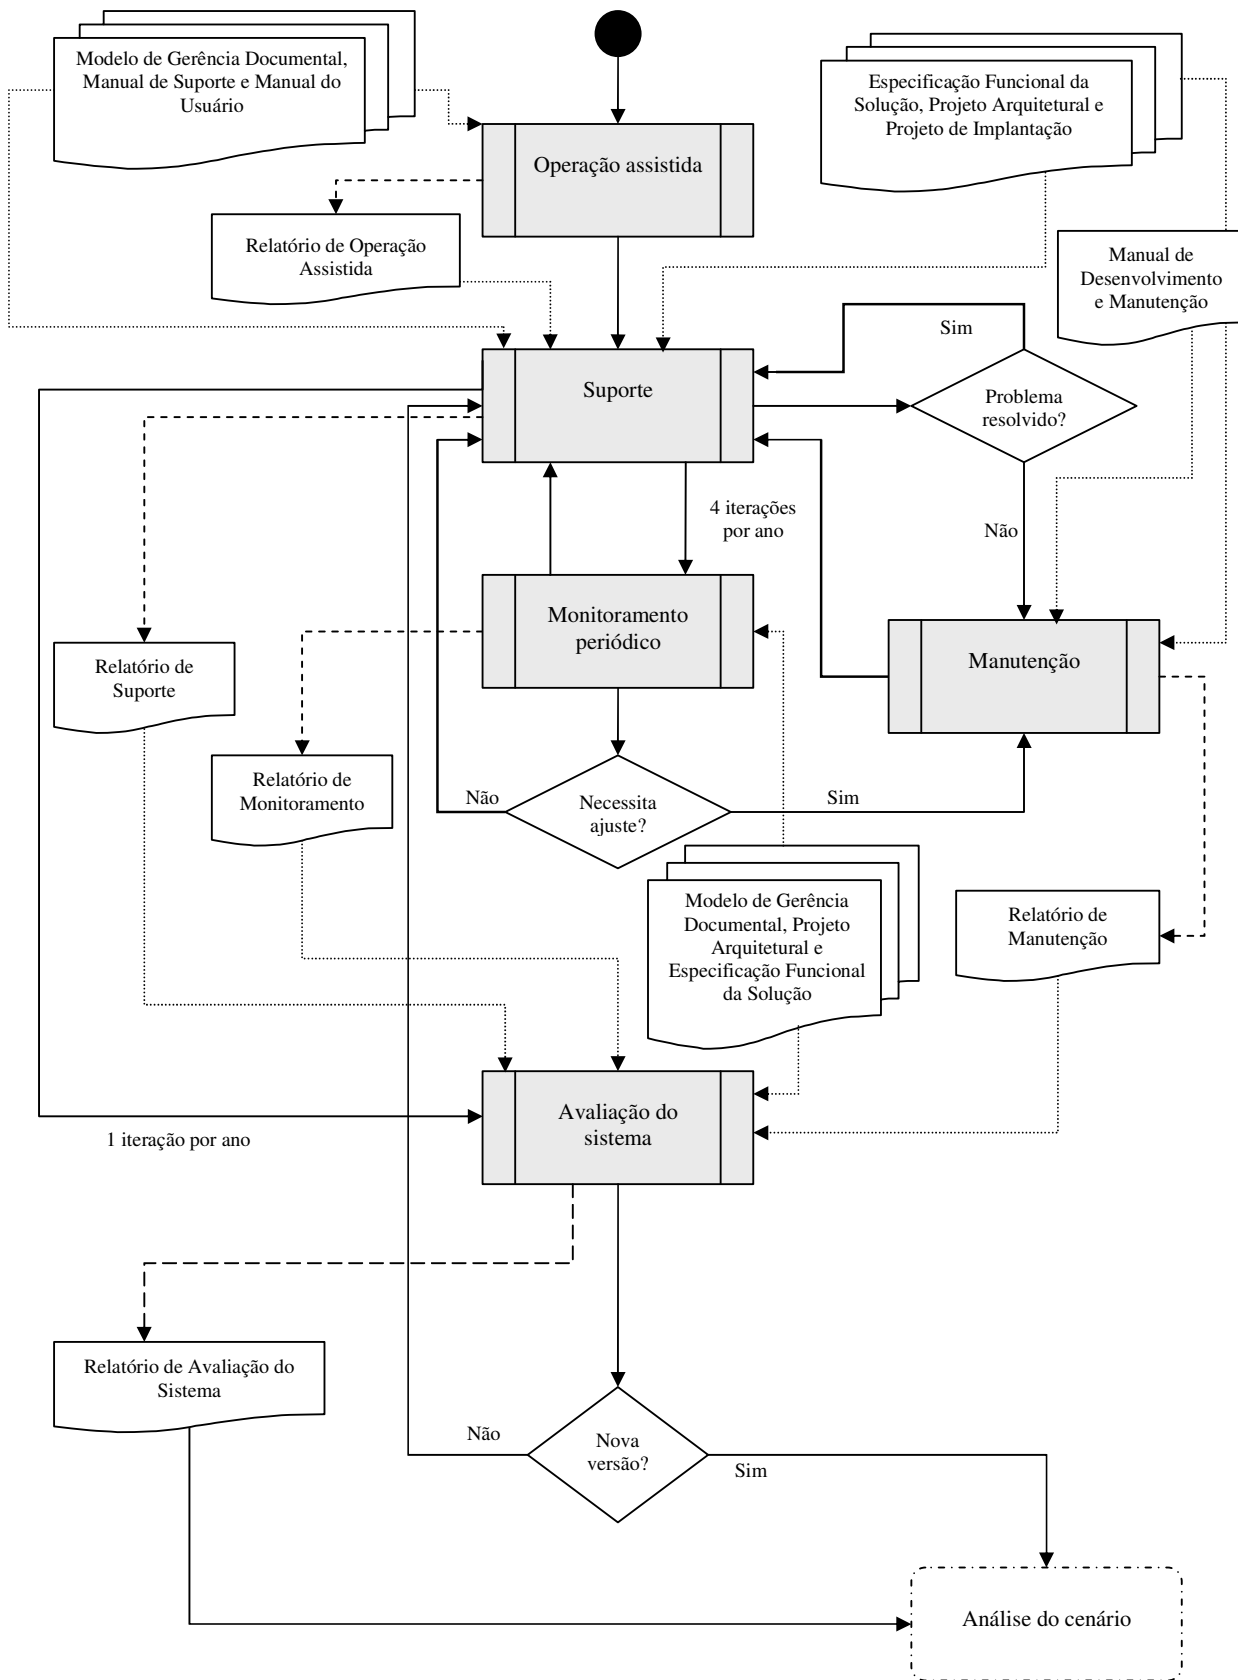 Modelo de Gerência Documental,
Manual de Suporte e Manual do
Usuário
Especificação Funcional da
Solução, Projeto Arquitetural e
Projeto de Implantação
Operação assistida
Relatório de Operação
Assistida
Manual de
Desenvolvimento
e Manutenção
Sim
Suporte
Problema
resolvido?
4 iterações
por ano
Não
Monitoramento
periódico
Manutenção
Relatório de
Suporte
Relatório de
Monitoramento
Não
Necessita
ajuste?
Sim
Modelo de Gerência
Documental, Projeto
Arquitetural e
Especificação Funcional
da Solução
Relatório de
Manutenção
Avaliação do
sistema
1 iteração por ano
Relatório de Avaliação do
Sistema
Não
Nova
versão?
Sim
Análise do cenário